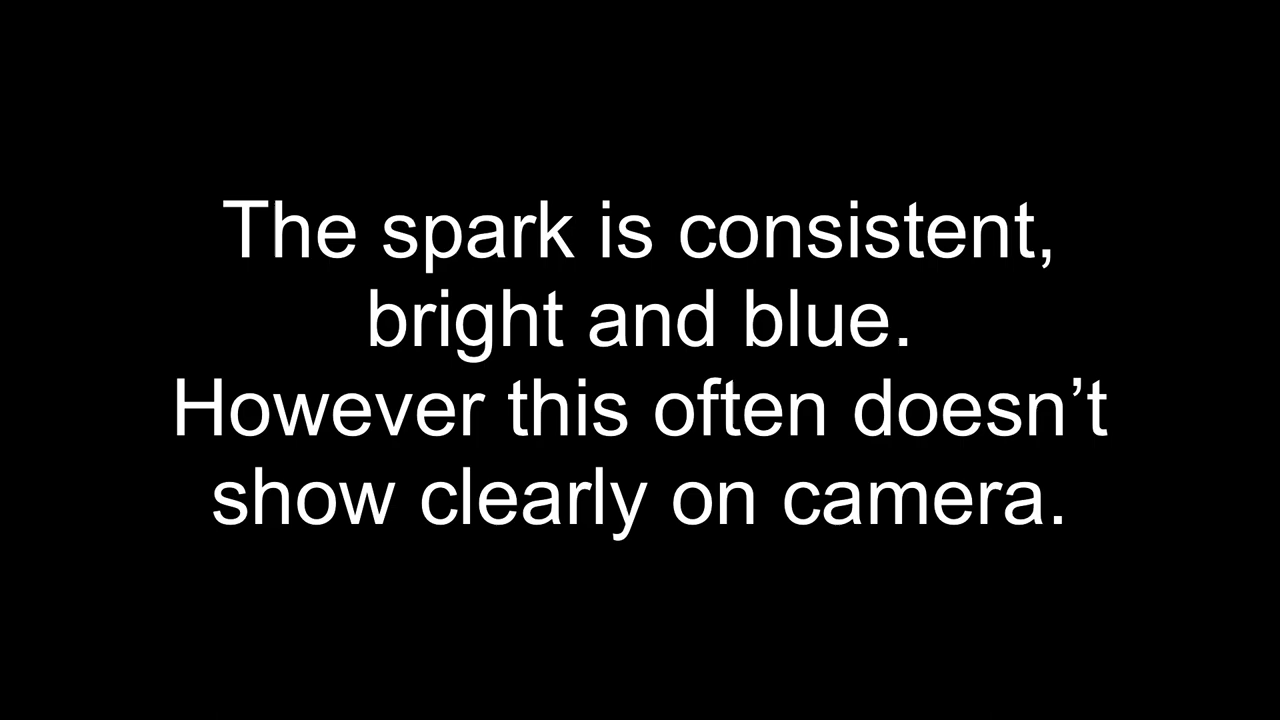 The spark is consistent,
bright and blue.
However this often doesn’t
show clearly on camera.